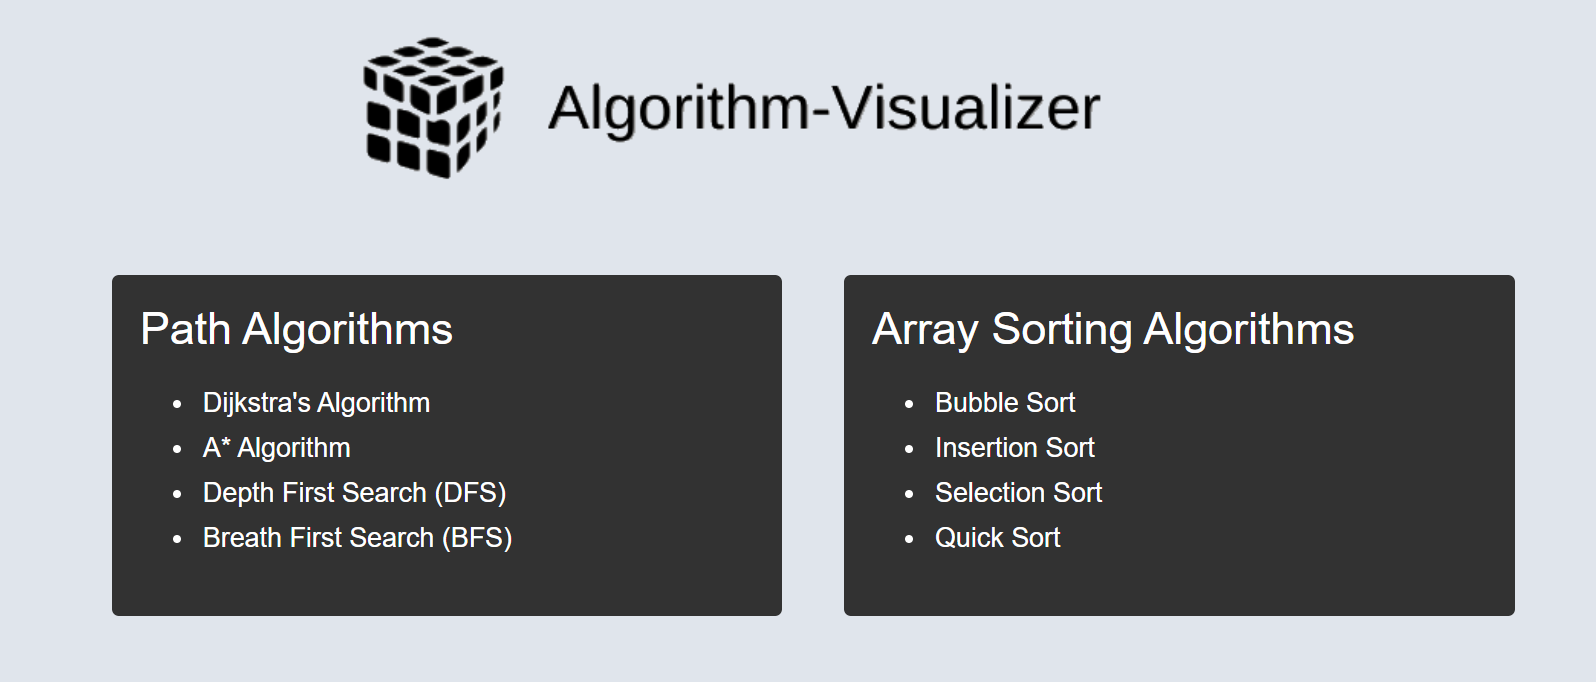 Algorithm-Visualizer
Path Algorithms
Dijkstra's Algorithm
A* Algorithm
Depth First Search (DFS)
Breath First Search (BFS)
Array Sorting Algorithms
Bubble Sort
Insertion Sort
Selection Sort
Quick Sort